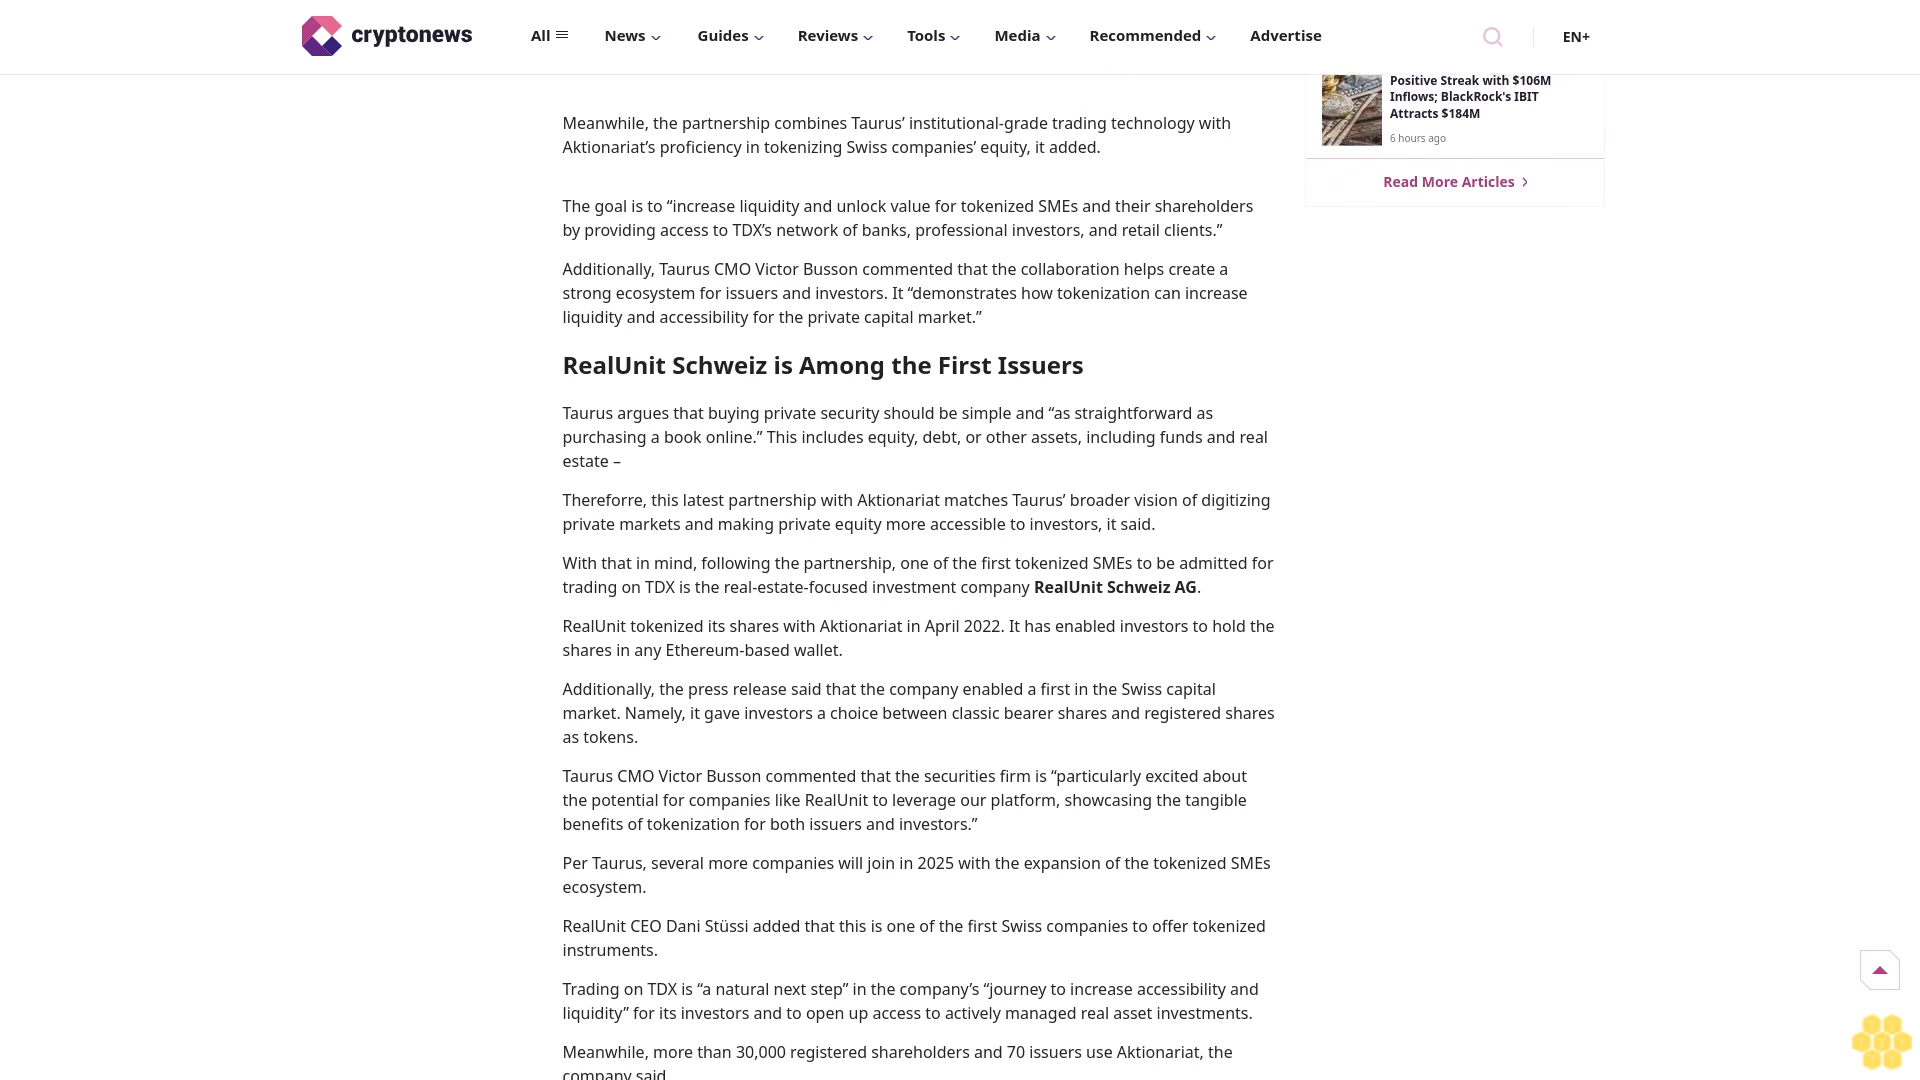 cryptonews
All
News
Guides
Reviews
Tools
Media
Recommended
Advertise
EN+
Positive Streak with $106M
Inflows; BlackRock's IBIT
Attracts $184M
6 hours ago
Read More Articles
Meanwhile, the partnership combines Taurus’ institutional-grade trading technology with
Aktionariat’s proficiency in tokenizing Swiss companies’ equity, it added.
The goal is to “increase liquidity and unlock value for tokenized SMEs and their shareholders
by providing access to TDX’s network of banks, professional investors, and retail clients.”
Additionally, Taurus CMO Victor Busson commented that the collaboration helps create a
strong ecosystem for issuers and investors. It “demonstrates how tokenization can increase
liquidity and accessibility for the private capital market.”
RealUnit Schweiz is Among the First Issuers
Taurus argues that buying private security should be simple and “as straightforward as
purchasing a book online.” This includes equity, debt, or other assets, including funds and real
estate –
Thereforre, this latest partnership with Aktionariat matches Taurus’ broader vision of digitizing
private markets and making private equity more accessible to investors, it said.
With that in mind, following the partnership, one of the first tokenized SMEs to be admitted for
trading on TDX is the real-estate-focused investment company RealUnit Schweiz AG.
RealUnit tokenized its shares with Aktionariat in April 2022. It has enabled investors to hold the
shares in any Ethereum-based wallet.
Additionally, the press release said that the company enabled a first in the Swiss capital
market. Namely, it gave investors a choice between classic bearer shares and registered shares
as tokens.
Taurus CMO Victor Busson commented that the securities firm is “particularly excited about
the potential for companies like RealUnit to leverage our platform, showcasing the tangible
benefits of tokenization for both issuers and investors.”
Per Taurus, several more companies will join in 2025 with the expansion of the tokenized SMEs
ecosystem.
RealUnit CEO Dani Stüssi added that this is one of the first Swiss companies to offer tokenized
instruments.
Trading on TDX is “a natural next step” in the company’s “journey to increase accessibility and
liquidity” for its investors and to open up access to actively managed real asset investments.
Meanwhile, more than 30,000 registered shareholders and 70 issuers use Aktionariat, the
company said.